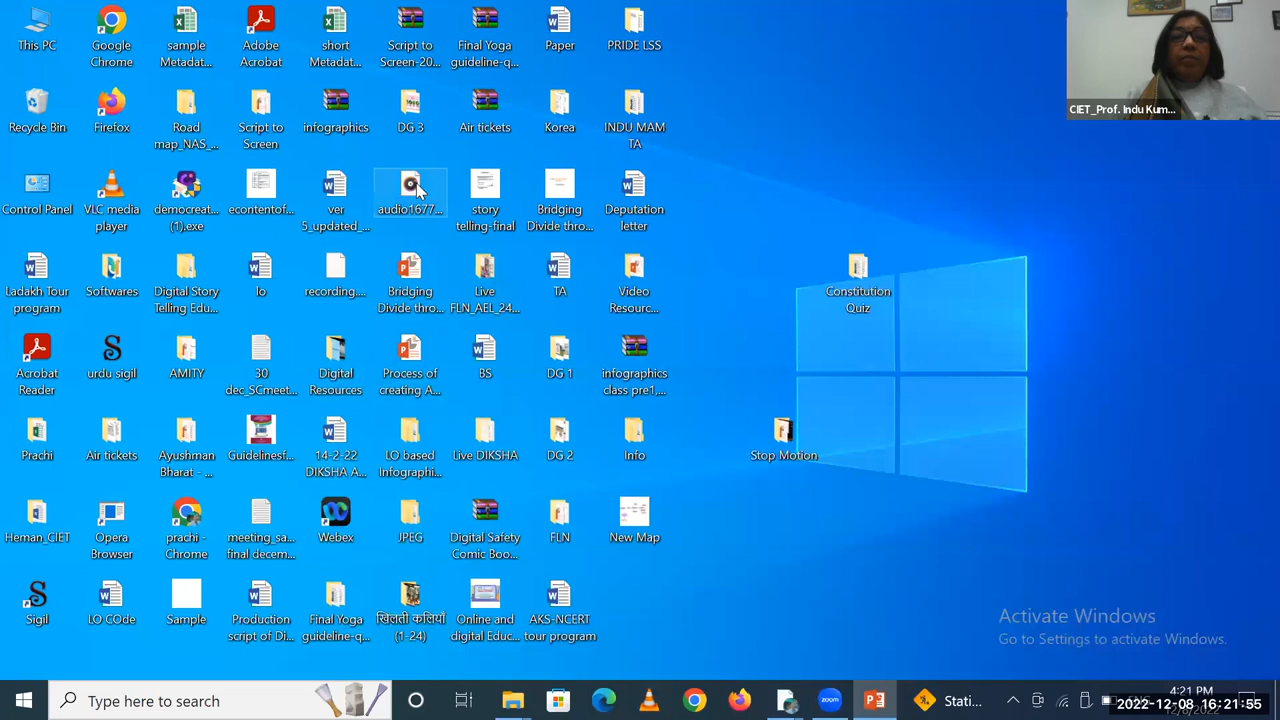 This PC
Google
Chrome
sample
Metadat...
Adobe
Acrobat
short
Metadat...
Script to
Screen-20...
Final Yoga
guideline-q...
Paper
PRIDE LSS
CIET_Prof. Indu Kum...
Recycle Bin
Firefox
Road
map_NAS_...
Script to
Screen
infographics
DG 3
Air tickets
Korea
INDU MAM
TA
Control Panel
VLC media
player
democreat...
(1).exe
econtentof...
ver
5_updated_...
audio1677...
story
telling-final
Bridging
Divide thro...
Deputation
letter
Ladakh Tour
program
Softwares
Digital Story
Telling Edu...
lo
recording....
Bridging
Divide thro...
Live
FLN_AEL_24...
TA
Video
Resourc...
Constitution
Quiz
Acrobat
Reader
urdu sigil
AMITY
30
dec_SCmeet...
Digital
Resources
Process of
creating A...
BS
DG 1
infographics
class pre1,...
Prachi
Air tickets
Ayushman
Bharat - ...
Guidelinesf...
14-2-22
DIKSHA A...
LO based
Infographi...
Live DIKSHA
DG 2
Info
Stop Motion
Heman_CIET
Opera
Browser
prachi -
Chrome
meeting_sa...
final decem...
Webex
JPEG
Digital Safety
Comic Boo...
FLN
New Map
Sigil
LO COde
Sample
Production
script of Di...
Final Yoga
guideline-q...
खिलती कलियाँ
(1-24)
Online and
digital Educ...
AKS-NCERT
tour program
Activate Windows
Go to Settings to activate Windows.
Type here to search
zoom
Stati...
ENG
4:21 PM
2022-12-08 16:21:55